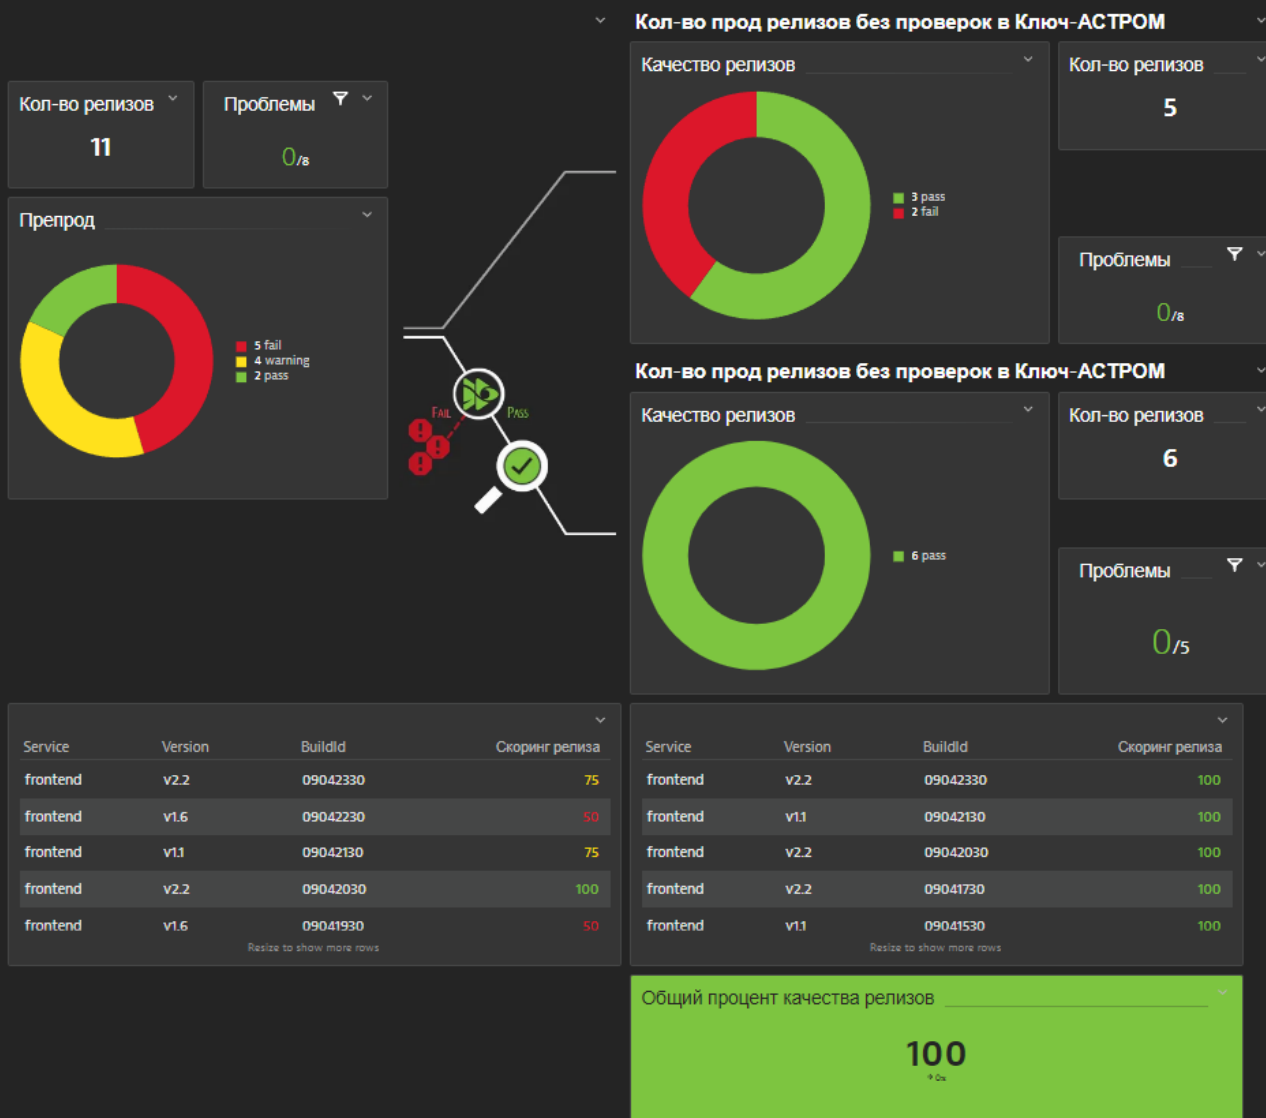 Кол-во релизов
11
Проблемы
0/8
Препрод
5 fail
4 warning
2 pass
FAIL
PASS
Кол-во прод релизов без проверок в Ключ-АСТРОМ
Качество релизов
3 pass
2 fail
Кол-во релизов
5
Проблемы
0/8
Кол-во прод релизов без проверок в Ключ-АСТРОМ
Качество релизов
6 pass
Кол-во релизов
6
Проблемы
0/5
Service Version BuildId Скоринг релиза
frontend v2.2 09042330 75
frontend v1.6 09042230 50
frontend v1.1 09042130 75
frontend v2.2 09042030 100
frontend v1.6 09041930 50
Resize to show more rows
Service Version BuildId Скоринг релиза
frontend v2.2 09042330 100
frontend v1.1 09042130 100
frontend v2.2 09042030 100
frontend v2.2 09041730 100
frontend v1.1 09041530 100
Resize to show more rows
Общий процент качества релизов
100